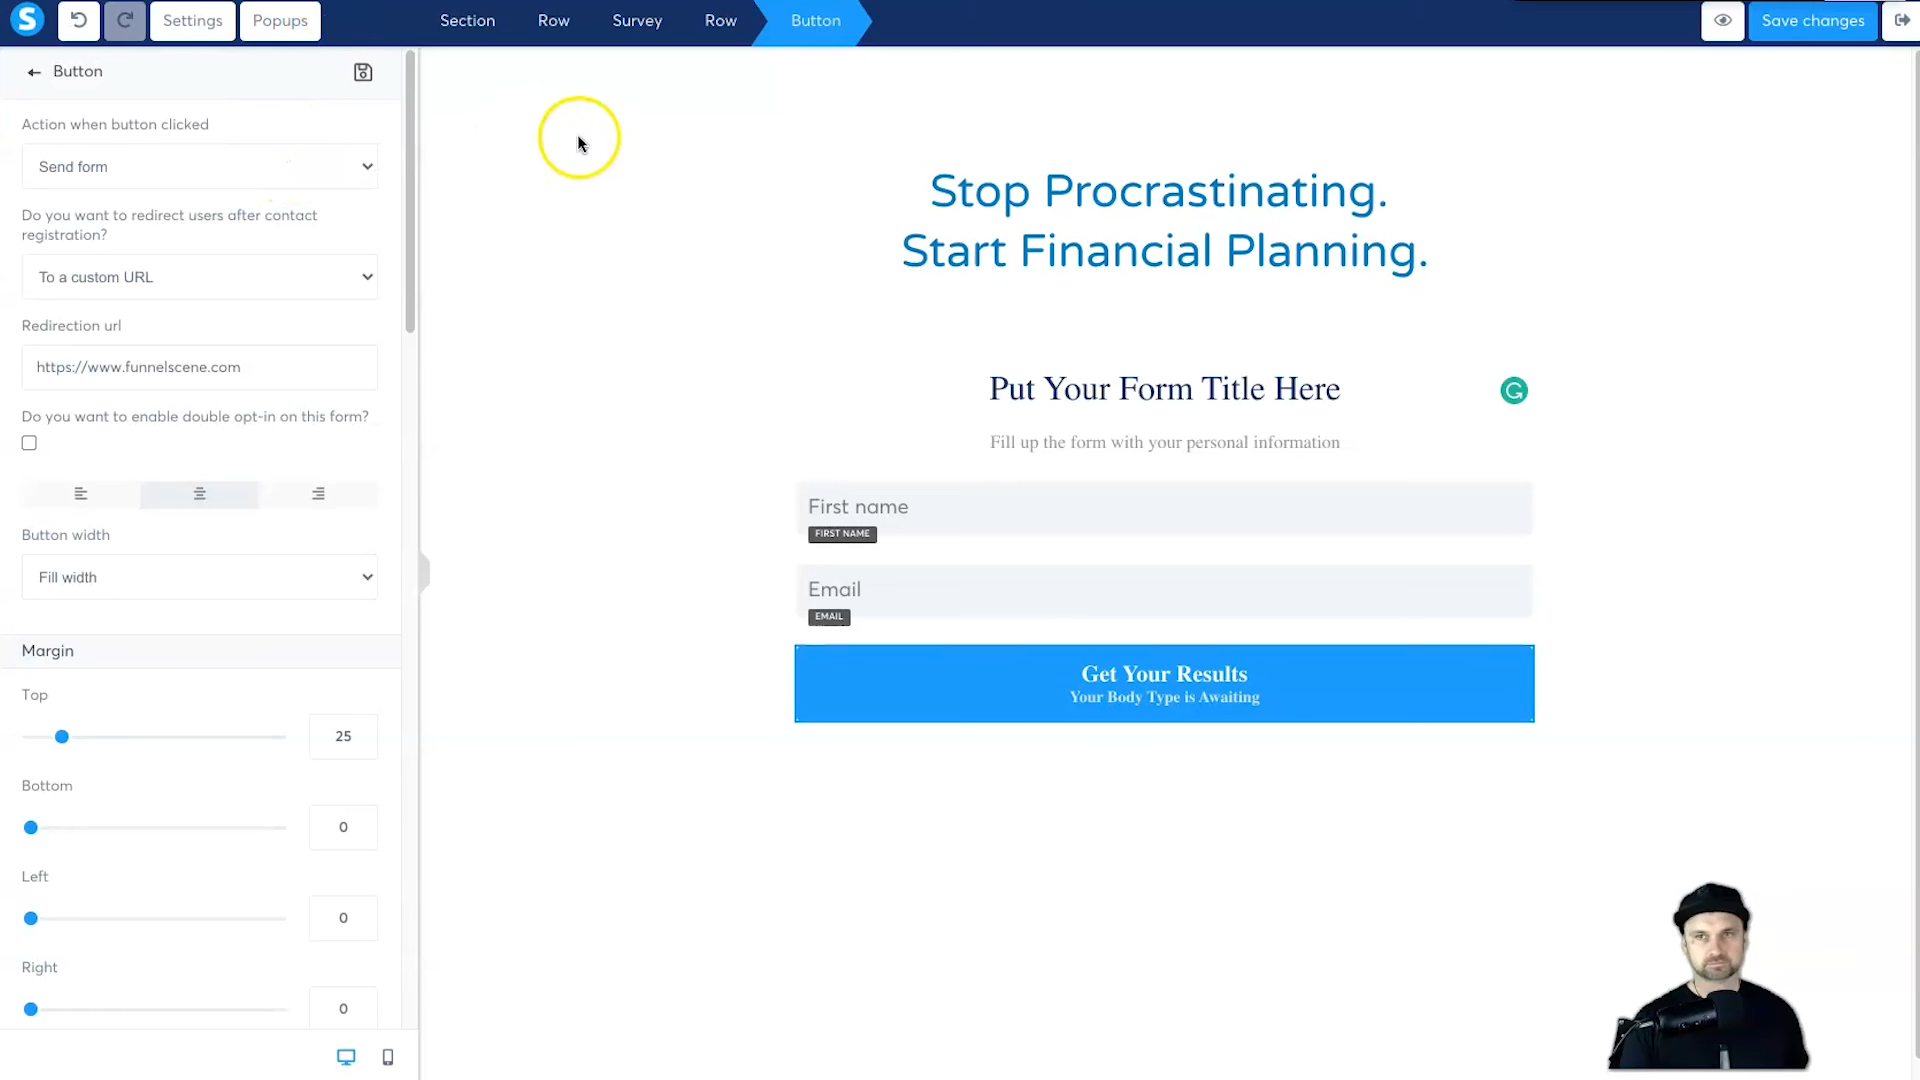 S
Settings
Popups
Section
Row
Survey
Row
Button
Save changes
Button
Action when button clicked
Send form
Do you want to redirect users after contact
registration?
To a custom URL
Redirection url
https://www.funnelscene.com
Do you want to enable double opt-in on this form?
Button width
Fill width
Margin
Top
25
Bottom
0
Left
0
Right
0
Stop Procrastinating.
Start Financial Planning.
Put Your Form Title Here
G
Fill up the form with your personal information
First name
FIRST NAME
Email
EMAIL
Get Your Results
Your Body Type is Awaiting